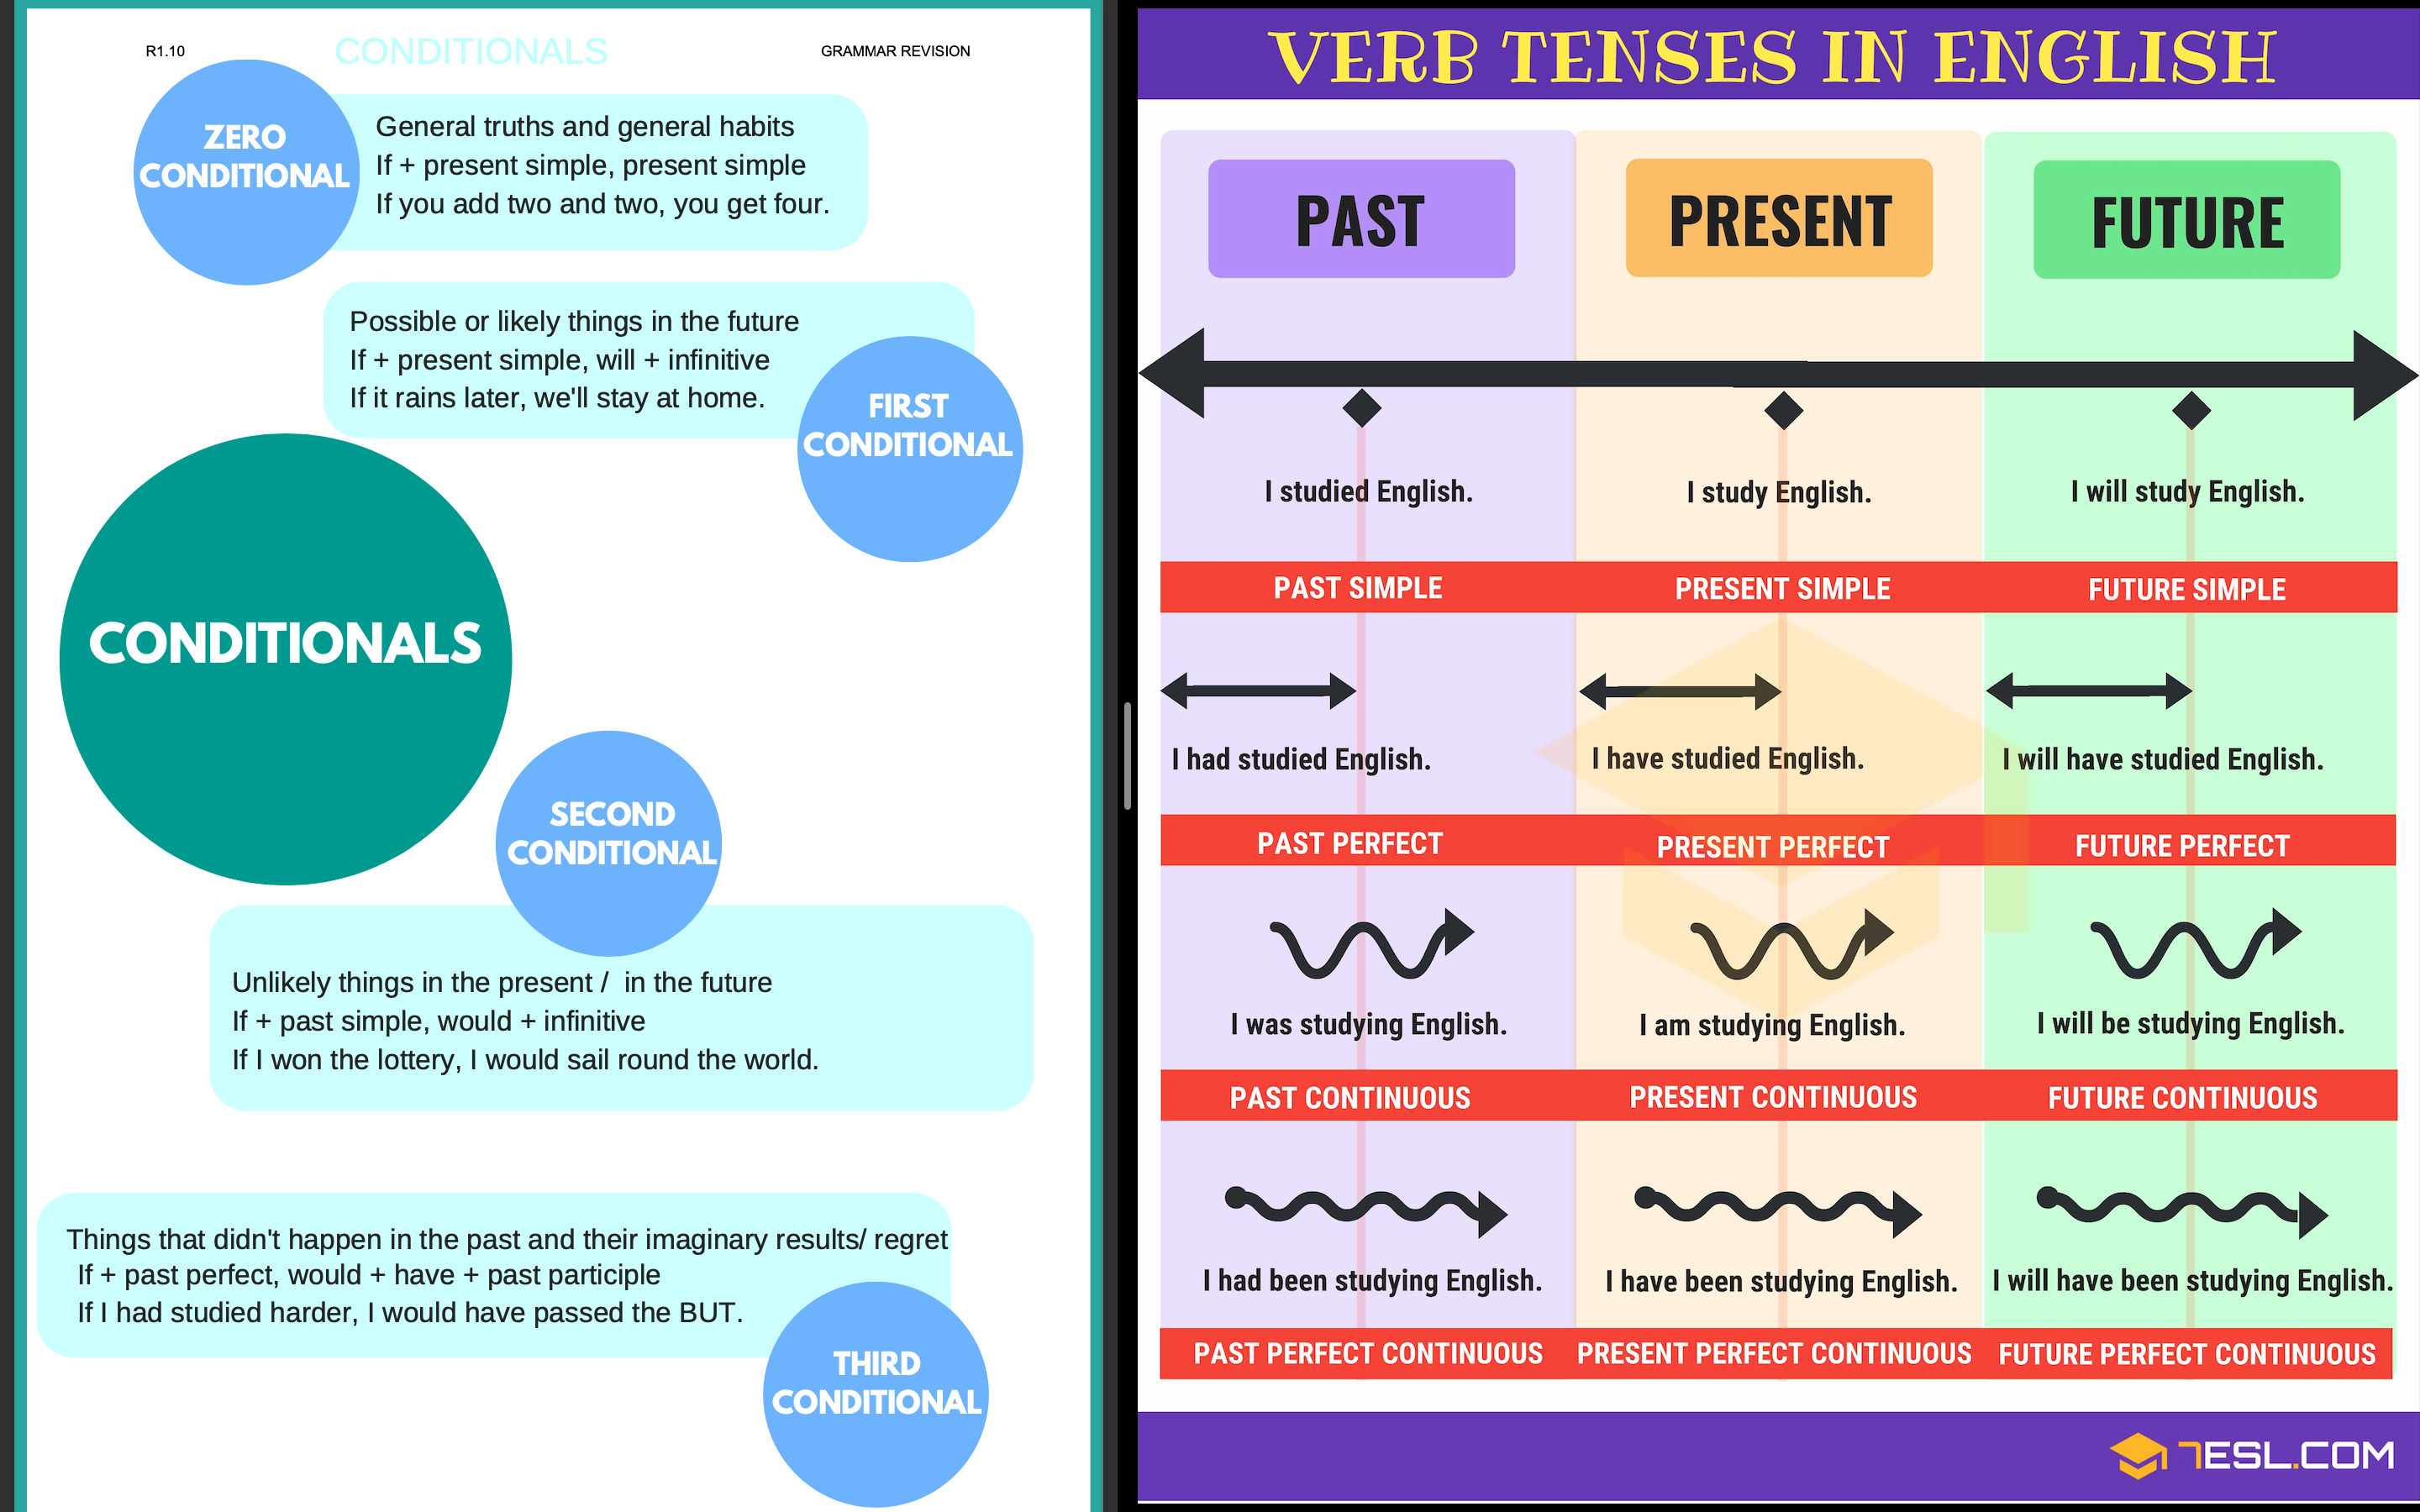 R1.10
CONDITIONALS
GRAMMAR REVISION
ZERO
CONDITIONAL
General truths and general habits
If + present simple, present simple
If you add two and two, you get four.
Possible or likely things in the future
If + present simple, will + infinitive
If it rains later, we'll stay at home.
FIRST
CONDITIONAL
CONDITIONALS
SECOND
CONDITIONAL
Unlikely things in the present /  in the future
If + past simple, would + infinitive
If I won the lottery, I would sail round the world.
Things that didn't happen in the past and their imaginary results/ regret
If + past perfect, would + have + past participle
If I had studied harder, I would have passed the BUT.
THIRD
CONDITIONAL
VERB TENSES IN ENGLISH
PAST
PRESENT
FUTURE
I studied English.
I study English.
I will study English.
PAST SIMPLE
PRESENT SIMPLE
FUTURE SIMPLE
I had studied English.
I have studied English.
I will have studied English.
PAST PERFECT
PRESENT PERFECT
FUTURE PERFECT
I was studying English.
I am studying English.
I will be studying English.
PAST CONTINUOUS
PRESENT CONTINUOUS
FUTURE CONTINUOUS
I had been studying English.
I have been studying English.
I will have been studying English.
PAST PERFECT CONTINUOUS
PRESENT PERFECT CONTINUOUS
FUTURE PERFECT CONTINUOUS
7ESL.COM